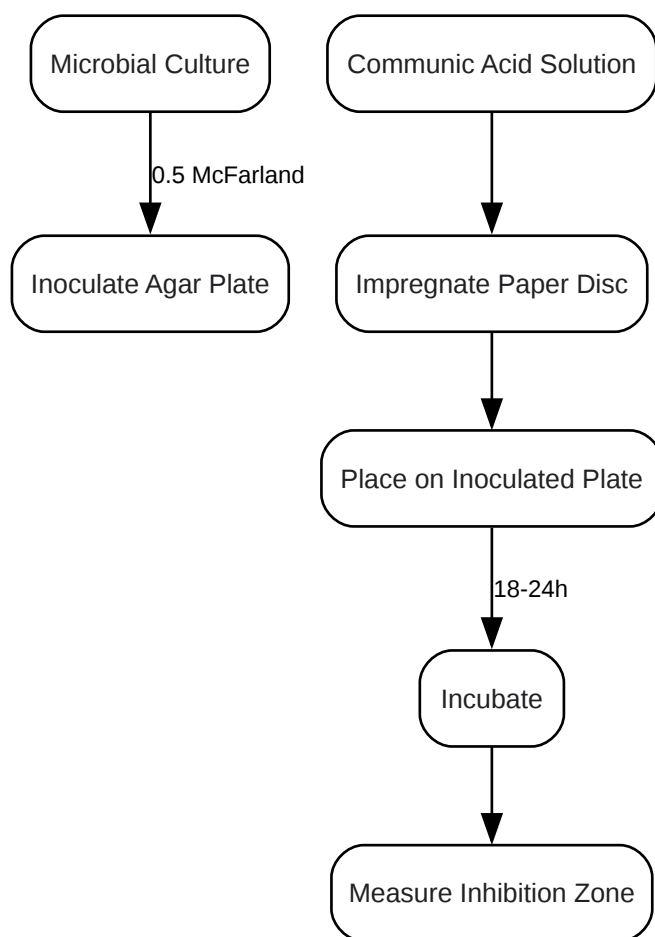 Microbial Culture
Communic Acid Solution
0.5 McFarland
Inoculate Agar Plate
Impregnate Paper Disc
Place on Inoculated Plate
18-24h
Incubate
Measure Inhibition Zone